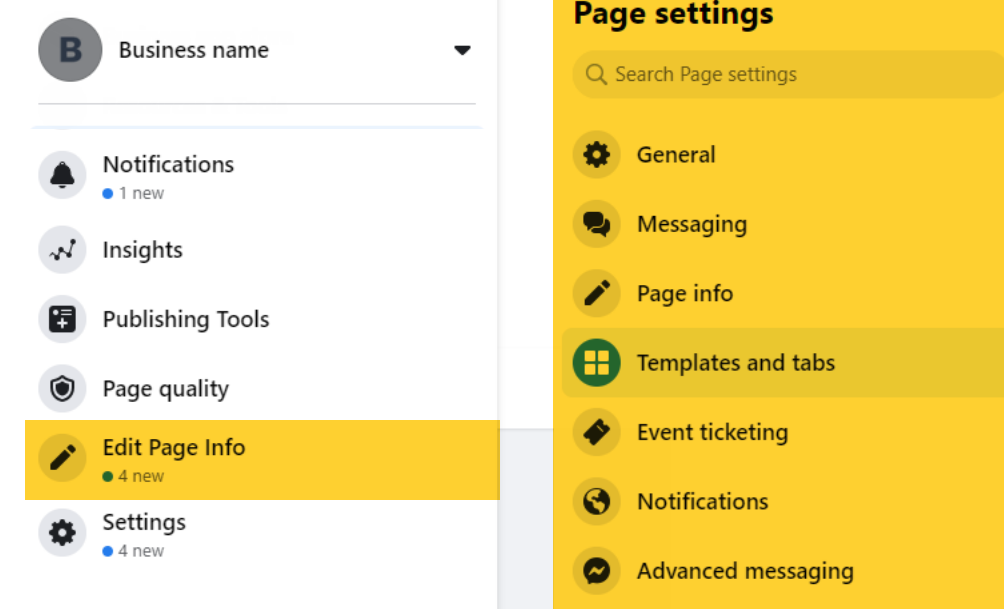 B
Business name
Notifications
1 new
Insights
Publishing Tools
Page quality
Edit Page Info
4 new
Settings
4 new
Page settings
Search Page settings
General
Messaging
Page info
Templates and tabs
Event ticketing
Notifications
Advanced messaging